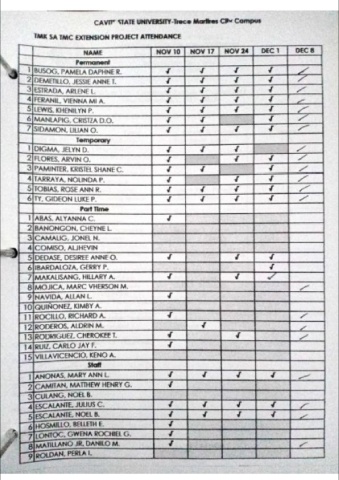 CAVITE STATE UNIVERSITY-Trece Martires City Campus
TMK SA TMC EXTENSION PROJECT ATTENDANCE
NAME NOV 10 NOV 17 NOV 24 DEC 1 DEC 8
Permanent
1 BUSOG, PAMELA DAPHNE R. ✓ ✓ ✓ ✓ ✓
2 DEMETILLO, JESSE ANNE T. ✓ ✓ ✓ ✓ ✓
3 ESTRADA, ARLENE L. ✓ ✓ ✓ ✓ ✓
4 FERANIL, VIENNA MI A. ✓ ✓ ✓ ✓ ✓
5 LEWIS, KHENILYN P. ✓ ✓ ✓ ✓ ✓
6 MANLAPIG, CRISTZA D.O. ✓ ✓ ✓ ✓
7 SIDAMON, LILIAN O. ✓ ✓ ✓ ✓ ✓
Temporary
1 DIGMA, JELYN D. ✓ ✓ ✓ ✓
2 FLORES, ARVIN O. ✓ ✓ ✓ ✓
3 PAMINTER, KRISTEL SHANE C. ✓ ✓ ✓ ✓
4 TARRAYA, NOLINDA P. ✓ ✓ ✓ ✓
5 TOBIAS, ROSE ANN R. ✓ ✓ ✓ ✓ ✓
6 TY, GIDEON LUKE P. ✓ ✓ ✓ ✓ ✓
Part Time
1 ABAS, ALYANNA C. ✓
2 BANONGON, CHEYNE L.
3 CAMALIG, JONEL N.
4 COMISO, ALJHEVIN
5 DEDASE, DESIREE ANNE O. ✓ ✓ ✓
6 IBARDALOZA, GERRY P. ✓
7 MAKALISANG, HILLARY A. ✓ ✓ ✓
8 MOJICA, MARC VHERSON M. ✓
9 NAVIDA, ALLAN L. ✓
10 QUIÑONEZ, KIMBY A.
11 ROCILLO, RICHARD A. ✓ ✓
12 RODEROS, ALDRIN M. ✓
13 RODRIGUEZ, CHEROKEE T. ✓ ✓ ✓
14 RUIZ, CARLO JAY F. ✓
15 VILLAVICENCIO, KENO A.
Staff
1 ANONAS, MARY ANN L. ✓ ✓ ✓ ✓ ✓
2 CAMITAN, MATTHEW HENRY G. ✓
3 CULANG, NOEL B.
4 ESCALANTE, JULIUS C. ✓ ✓ ✓ ✓ ✓
5 ESCALANTE, NOEL B. ✓ ✓ ✓ ✓ ✓
6 HOSMILLO, BELLETH E. ✓
7 LONTOC, GWENA ROCHIEL G. ✓
8 MATILLANO JR, DANILO M. ✓ ✓
9 ROLDAN, PERLA I.